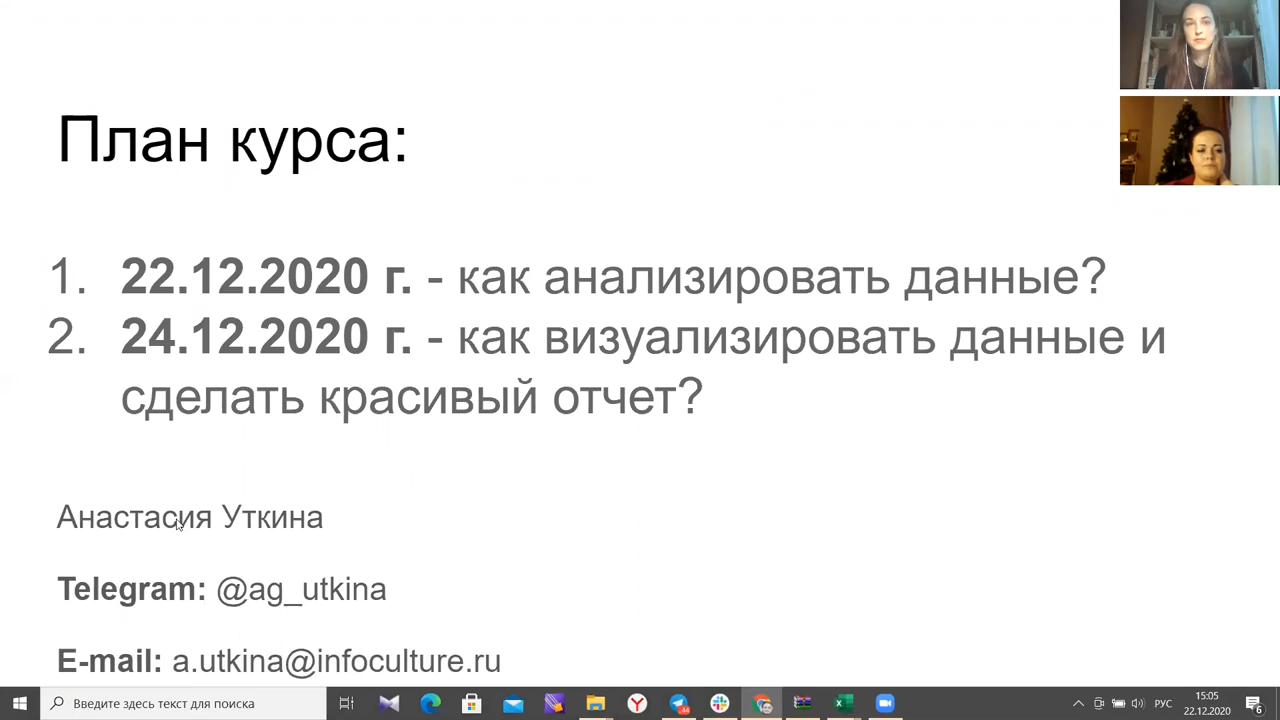 План курса:
1. 22.12.2020 г. - как анализировать данные?
2. 24.12.2020 г. - как визуализировать данные и
сделать красивый отчет?
Анастасия Уткина
Telegram: @ag_utkina
E-mail: a.utkina@infoculture.ru
Введите здесь текст для поиска
44
РУС
15:05
22.12.2020
6